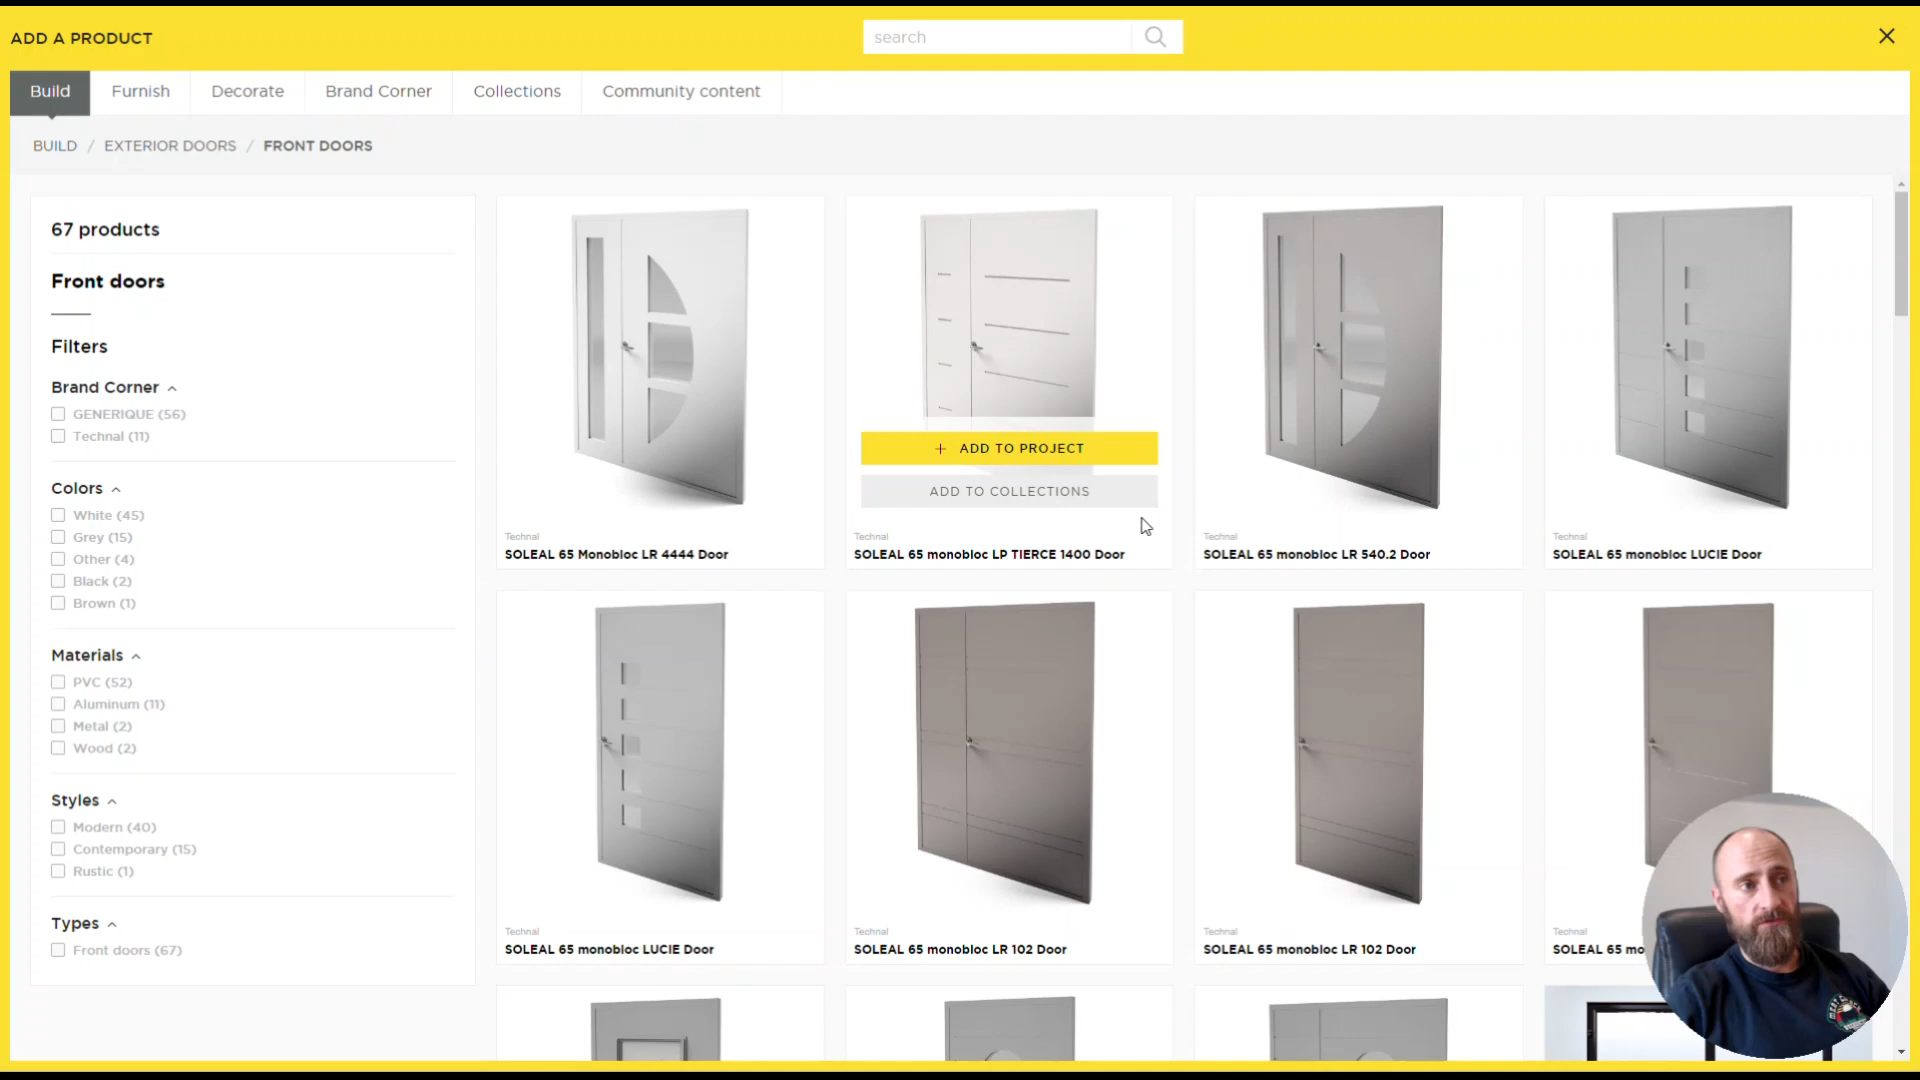 ADD A PRODUCT
search
Build
Furnish
Decorate
Brand Corner
Collections
Community content
BUILD / EXTERIOR DOORS / FRONT DOORS
67 products
Front doors
Filters
Brand Corner
GENERIQUE (56)
Technal (11)
Colors
White (45)
Grey (15)
Other (4)
Black (2)
Brown (1)
Materials
PVC (52)
Aluminum (11)
Metal (2)
Wood (2)
Styles
Modern (40)
Contemporary (15)
Rustic (1)
Types
Front doors (67)
Technal
SOLEAL 65 Monobloc LR 4444 Door
+ ADD TO PROJECT
ADD TO COLLECTIONS
Technal
SOLEAL 65 monobloc LP TIERCE 1400 Door
Technal
SOLEAL 65 monobloc LR 540.2 Door
Technal
SOLEAL 65 monobloc LUCIE Door
Technal
SOLEAL 65 monobloc LUCIE Door
Technal
SOLEAL 65 monobloc LR 102 Door
Technal
SOLEAL 65 monobloc LR 102 Door
Technal
SOLEAL 65 mo